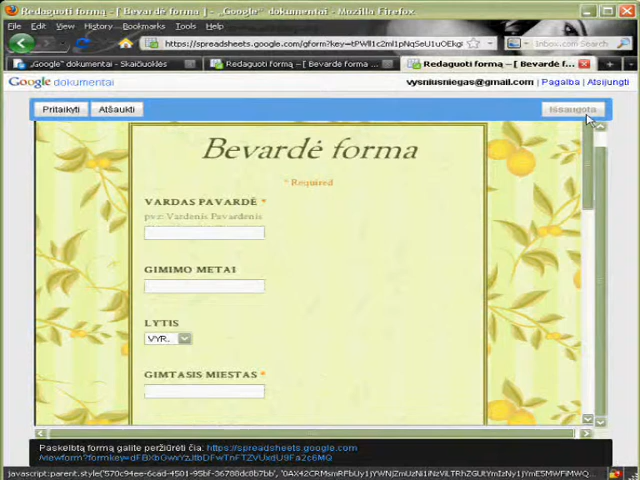 Redaguoti formą – [ Bevardė forma ] – „Google“ dokumentai - Mozilla Firefox
File Edit View History Bookmarks Tools Help
Inbox.com Search
„Google“ dokumentai - Skaičiuoklės
Redaguoti formą – [ Bevardė forma ...
Redaguoti formą – [ Bevardė f...
Google dokumentai
vysniusniegas@gmail.com | Pagalba | Atsijungti
Pritaikyti
Atšaukti
Išsaugota
Bevardė forma
* Required
VARDAS PAVARDĖ *
pvz: Vardenis Pavardenis
GIMIMO METAI
LYTIS
VYR.
GIMTASIS MIESTAS *
Paskelbtą formą galite peržiūrėti čia: https://spreadsheets.google.com